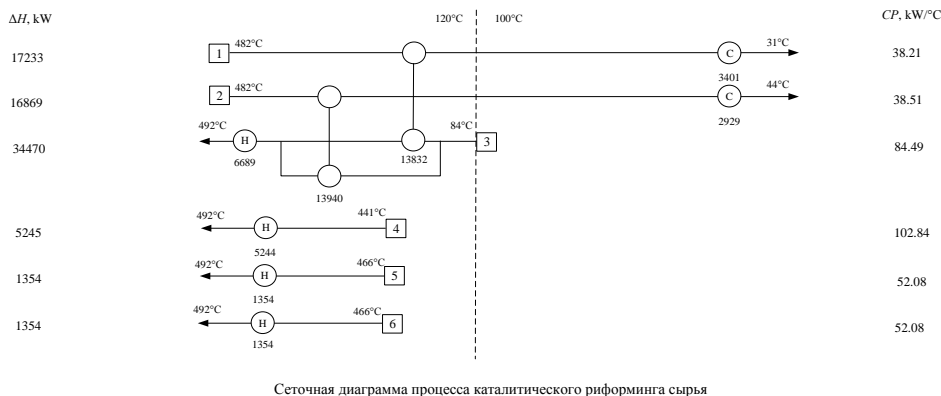 ΔH, kW
120°C
100°C
CP, kW/°C
17233
1
482°C
31°C
C
3401
38.21
16869
2
482°C
44°C
C
2929
38.51
34470
492°C
H
6689
13832
84°C
3
84.49
13940
5245
492°C
H
5244
441°C
4
102.84
1354
492°C
H
1354
466°C
5
52.08
1354
492°C
H
1354
466°C
6
52.08
Сеточная диаграмма процесса каталитического риформинга сырья